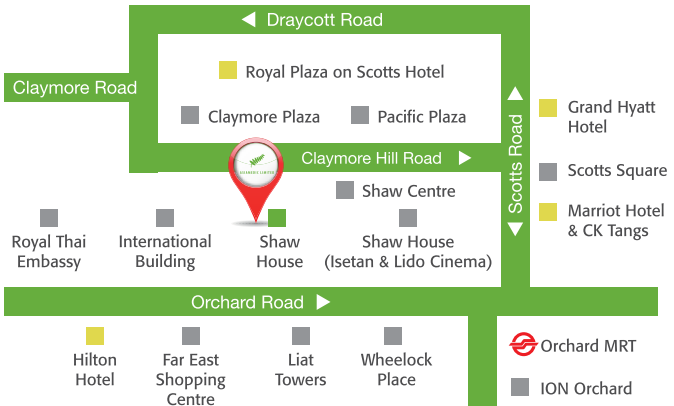 Draycott Road
Claymore Road
Royal Plaza on Scotts Hotel
Claymore Plaza
Pacific Plaza
Scotts Road
Grand Hyatt
Hotel
Claymore Hill Road
Scotts Square
Shaw Centre
Marriot Hotel
& CK Tangs
Royal Thai
Embassy
International
Building
Shaw
House
Shaw House
(Isetan & Lido Cinema)
Orchard Road
Hilton
Hotel
Far East
Shopping
Centre
Liat
Towers
Wheelock
Place
Orchard MRT
ION Orchard